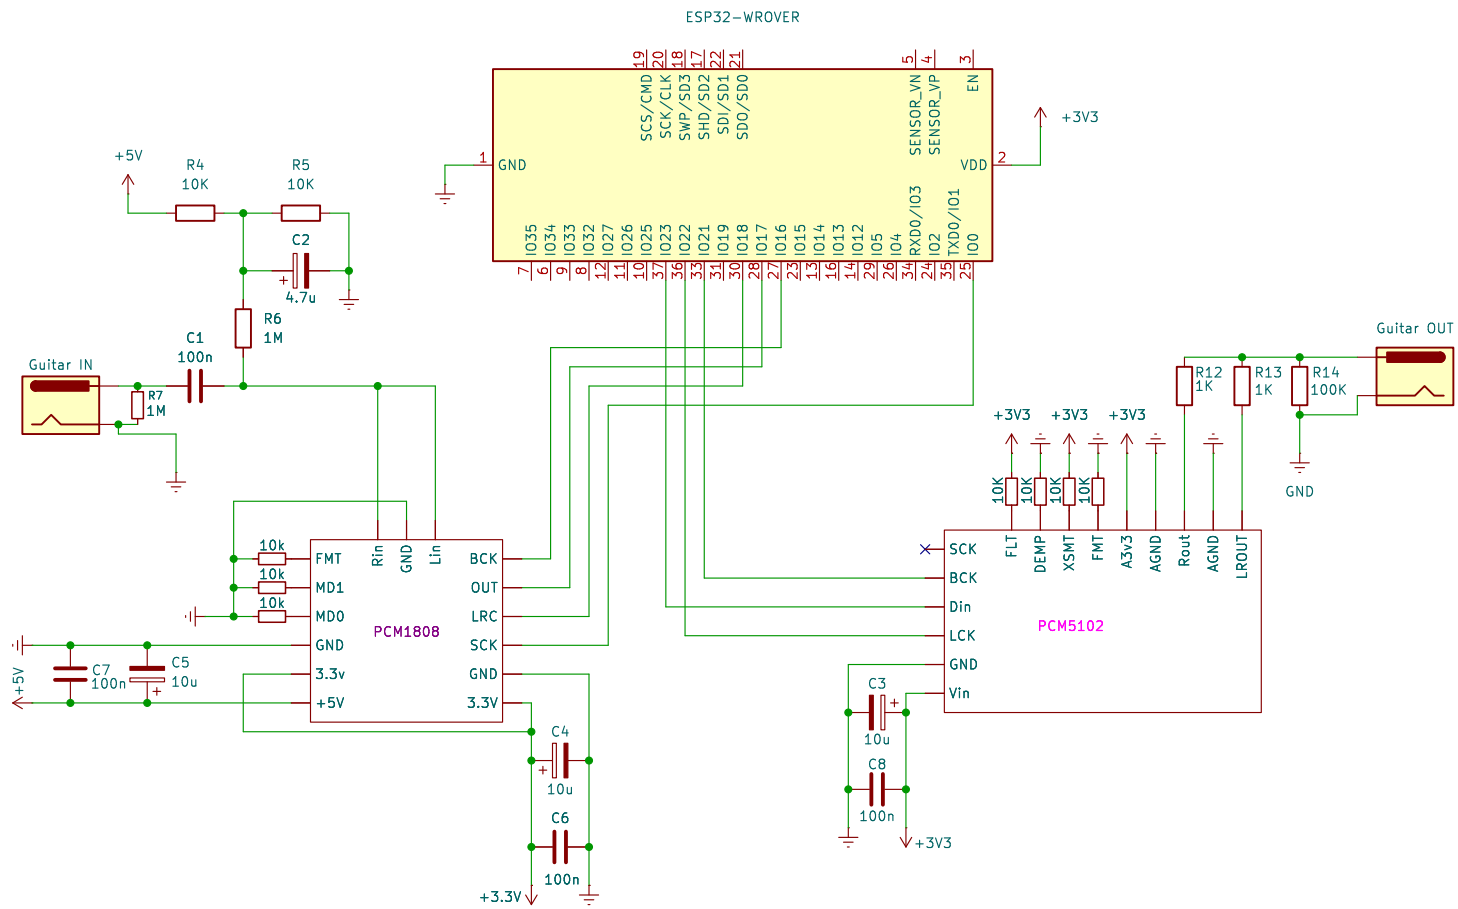 ESP32-WROVER
19
20
18
17
22
21
5
4
3
SCS/CMD
SCK/CLK
SWP/SD3
SHD/SD2
SDI/SD1
SDO/SD0
SENSOR_VN
SENSOR_VP
EN
1
GND
VDD
2
+3V3
IO35
IO34
IO33
IO32
IO27
IO26
IO25
IO23
IO22
IO21
IO19
IO18
IO17
IO16
IO15
IO14
IO13
IO12
IO5
IO4
RXD0/IO3
IO2
TXD0/IO1
IO0
7
6
9
8
12
11
10
37
36
33
31
30
28
27
23
13
16
14
29
26
34
24
35
25
+5V
R4
10K
R5
10K
C2
+
4.7u
R6
1M
C1
100n
Guitar IN
R7
1M
10k
10k
10k
FMT
MD1
MD0
GND
3.3v
+5V
Rin
GND
Lin
BCK
OUT
LRC
SCK
GND
3.3V
PCM1808
+5V
C7
100n
C5
10u
+
C4
+
10u
C6
100n
+3.3V
Guitar OUT
R12
1K
R13
1K
R14
100K
GND
+3V3
+3V3
+3V3
10K
10K
10K
10K
FLT
DEMP
XSMT
FMT
A3v3
AGND
Rout
AGND
LROUT
SCK
BCK
Din
LCK
GND
Vin
PCM5102
C3
+
10u
C8
100n
+3V3